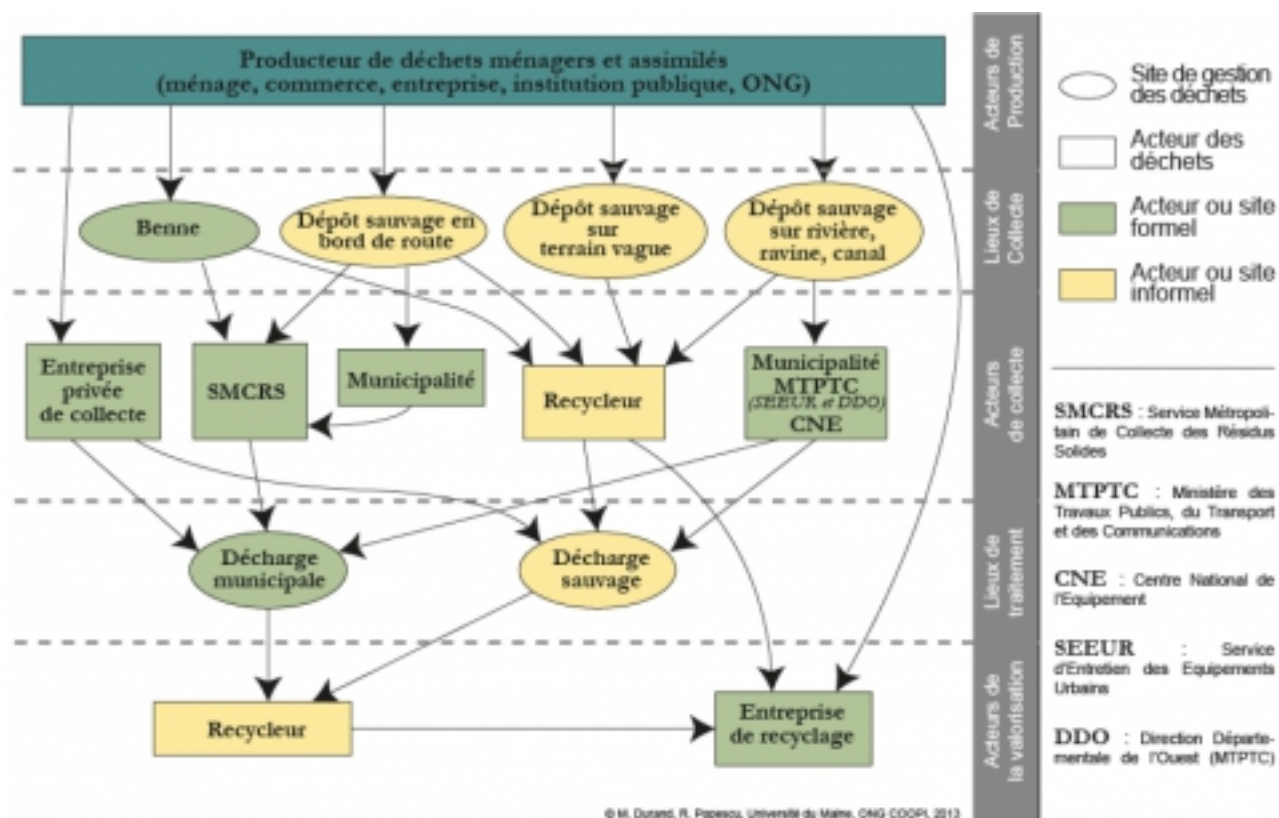 Producteur de déchets ménagers et assimilés
(ménage, commerce, entreprise, institution publique, ONG)
Acteurs de
Production
Site de gestion
des déchets
Acteur des
déchets
Acteur ou site
formel
Acteur ou site
informel
Benne
Dépôt sauvage en
bord de route
Dépôt sauvage
sur
terrain vague
Dépôt sauvage
sur rivière,
ravine, canal
Lieux de
Collecte
Entreprise
privée
de collecte
SMCRS
Municipalité
Recycleur
Municipalité
MTPTC
(SEEUR et DDO)
CNE
Acteurs
de collecte
Décharge
municipale
Décharge
sauvage
Lieux de
traitement
Recycleur
Entreprise
de recyclage
Acteurs de
la valorisation
SMCRS : Service Métropoli-
tain de Collecte des Résidus
Solides
MTPTC : Ministère des
Travaux Publics, du Transport
et des Communications
CNE : Centre National de
l'Equipement
SEEUR : Service
d'Entretien des Equipements
Urbains
DDO : Direction Départe-
mentale de l'Ouest (MTPTC)
© M. Durand, R. Popescu, Université du Maine, ONG COOPI, 2013